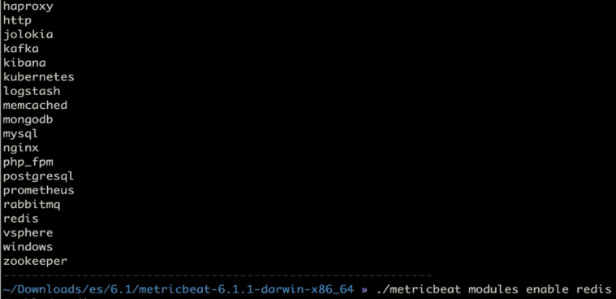 haproxy
http
jolokia
kafka
kibana
kubernetes
logstash
memcached
mongodb
mysql
nginx
php_fpm
postgresql
prometheus
rabbitmq
redis
vsphere
windows
zookeeper
------------------------------------------------------------
~/Downloads/es/6.1/metricbeat-6.1.1-darwin-x86_64 » ./metricbeat modules enable redis